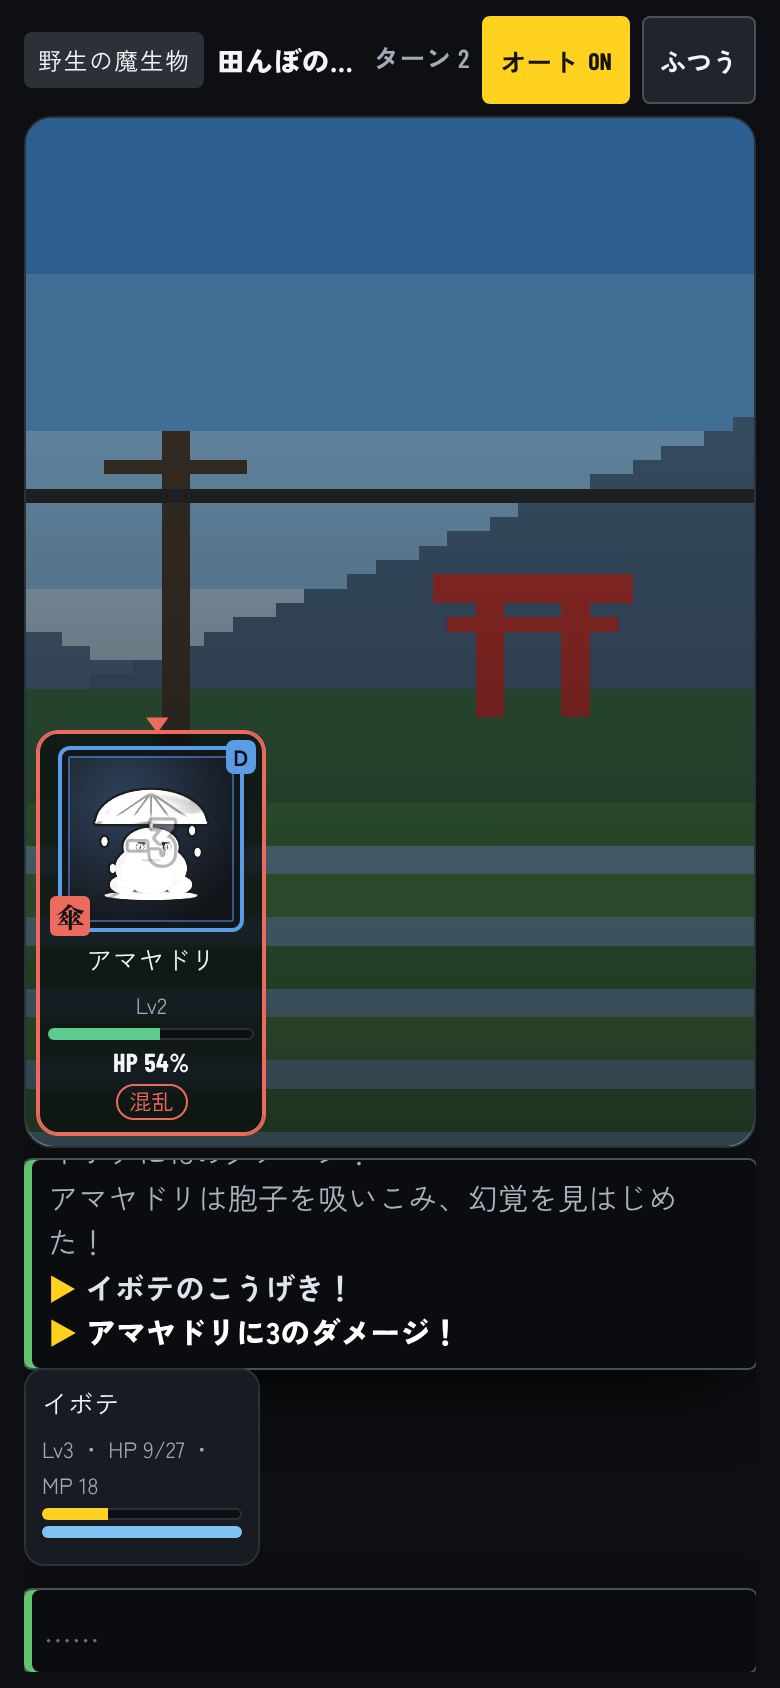 野生の魔生物 田んぼの... ターン 2 オート ON ふつう
D
3
傘
アマヤドリ
Lv2
HP 54%
混乱
アマヤドリは胞子を吸いこみ、幻覚を見はじめ
た！
▶ イボテのこうげき！
▶ アマヤドリに3のダメージ！
イボテ
Lv3 ・ HP 9/27 ・
MP 18
......